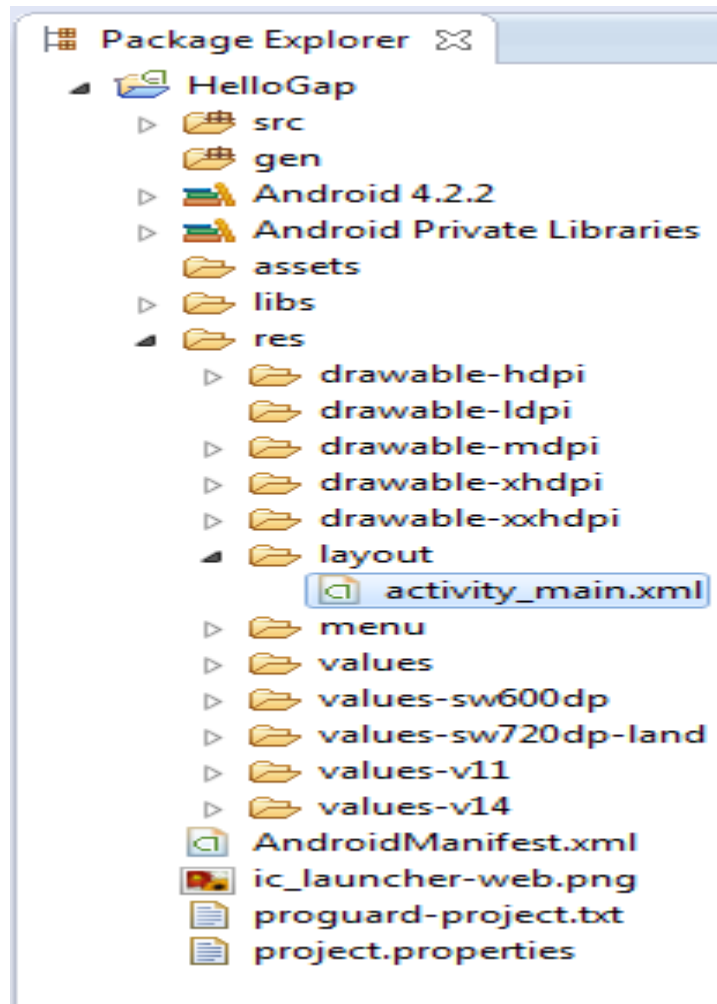 Package Explorer
HelloGap
src
gen
Android 4.2.2
Android Private Libraries
assets
libs
res
drawable-hdpi
drawable-ldpi
drawable-mdpi
drawable-xhdpi
drawable-xxhdpi
layout
activity_main.xml
menu
values
values-sw600dp
values-sw720dp-land
values-v11
values-v14
AndroidManifest.xml
ic_launcher-web.png
proguard-project.txt
project.properties